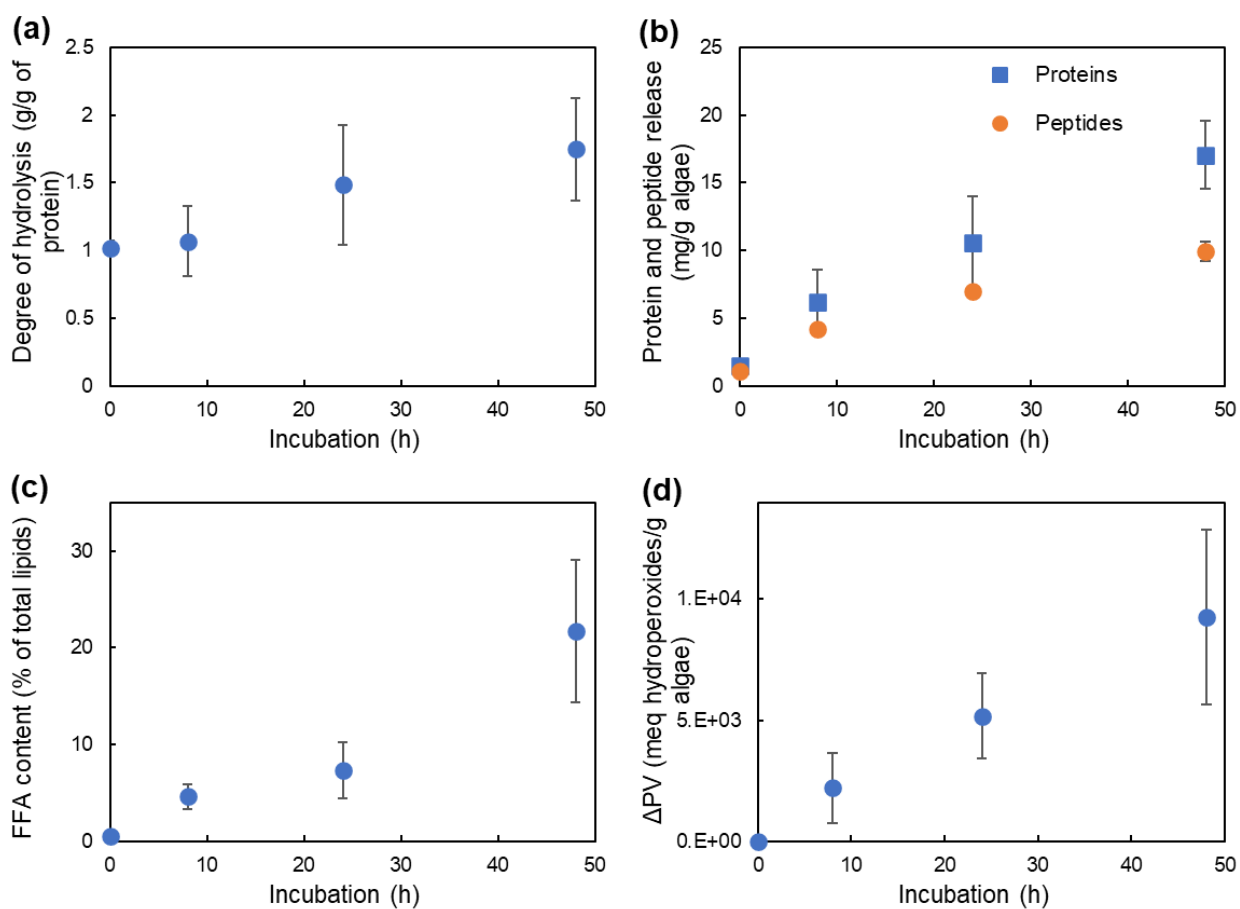 (a)
Degree of hydrolysis (g/g of
protein)
2.5
2
1.5
1
0.5
0
0 10 20 30 40 50
Incubation (h)
(b)
Protein and peptide release
(mg/g algae)
25
20
15
10
5
0
Proteins
Peptides
0 10 20 30 40 50
Incubation (h)
(c)
FFA content (% of total lipids)
30
20
10
0
0 10 20 30 40 50
Incubation (h)
(d)
ΔPV (meq hydroperoxides/g
algae)
1.E+04
5.E+03
0.E+00
0 10 20 30 40 50
Incubation (h)